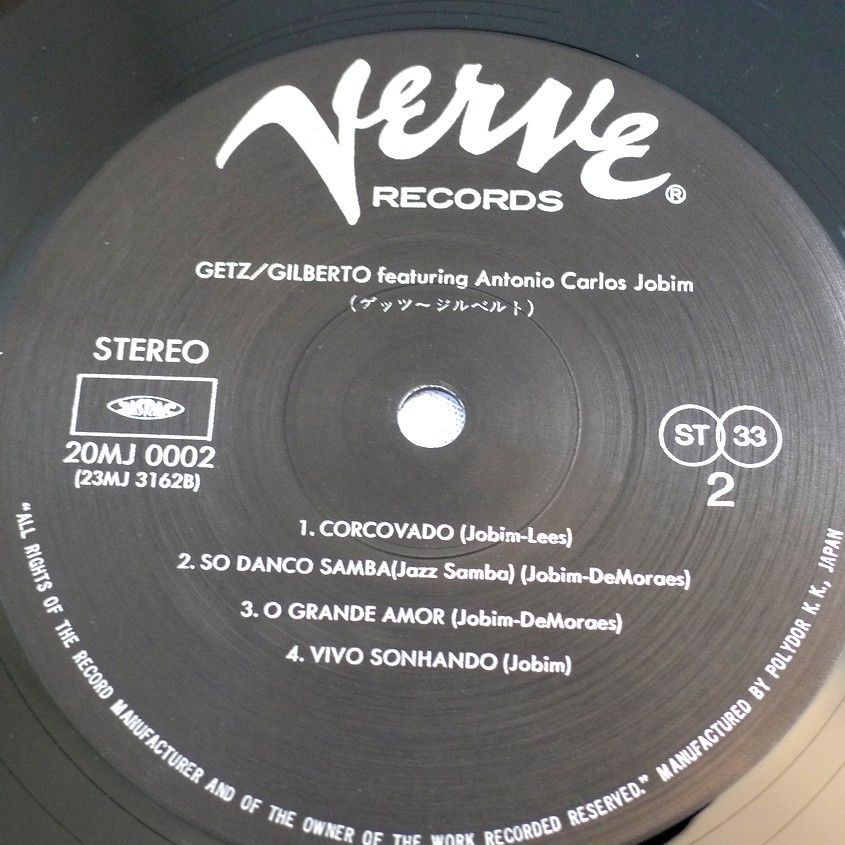 Verve
RECORDS®
GETZ/GILBERTO featuring Antonio Carlos Jobim
(ゲッツ〜ジルベルト)
STEREO
JASRAC
20MJ 0002
(23MJ 3162B)
ST 33
2
1. CORCOVADO (Jobim-Lees)
2. SO DANCO SAMBA(Jazz Samba) (Jobim-DeMoraes)
3. O GRANDE AMOR (Jobim-DeMoraes)
4. VIVO SONHANDO (Jobim)
"ALL RIGHTS OF THE RECORD MANUFACTURER AND OF THE OWNER OF THE WORK RECORDED RESERVED." MANUFACTURED BY POLYDOR K. K., JAPAN